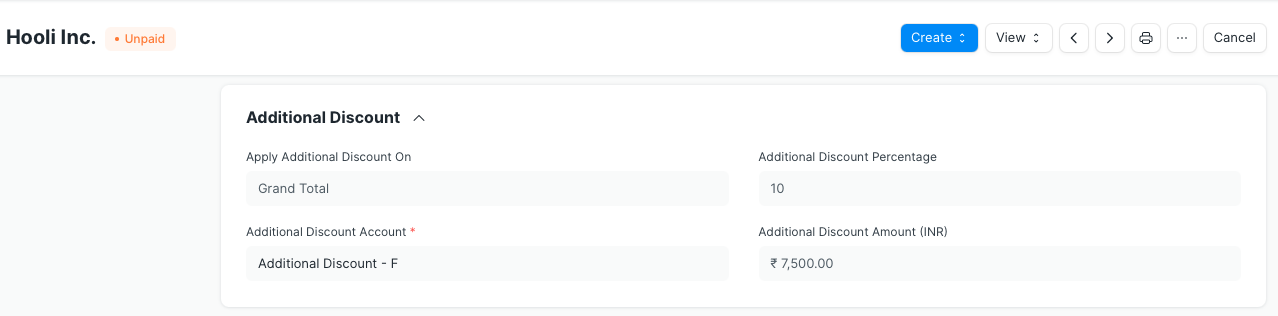 Hooli Inc. • Unpaid Create View ... Cancel
Additional Discount
Apply Additional Discount On Additional Discount Percentage
Grand Total 10
Additional Discount Account * Additional Discount Amount (INR)
Additional Discount - F ₹ 7,500.00